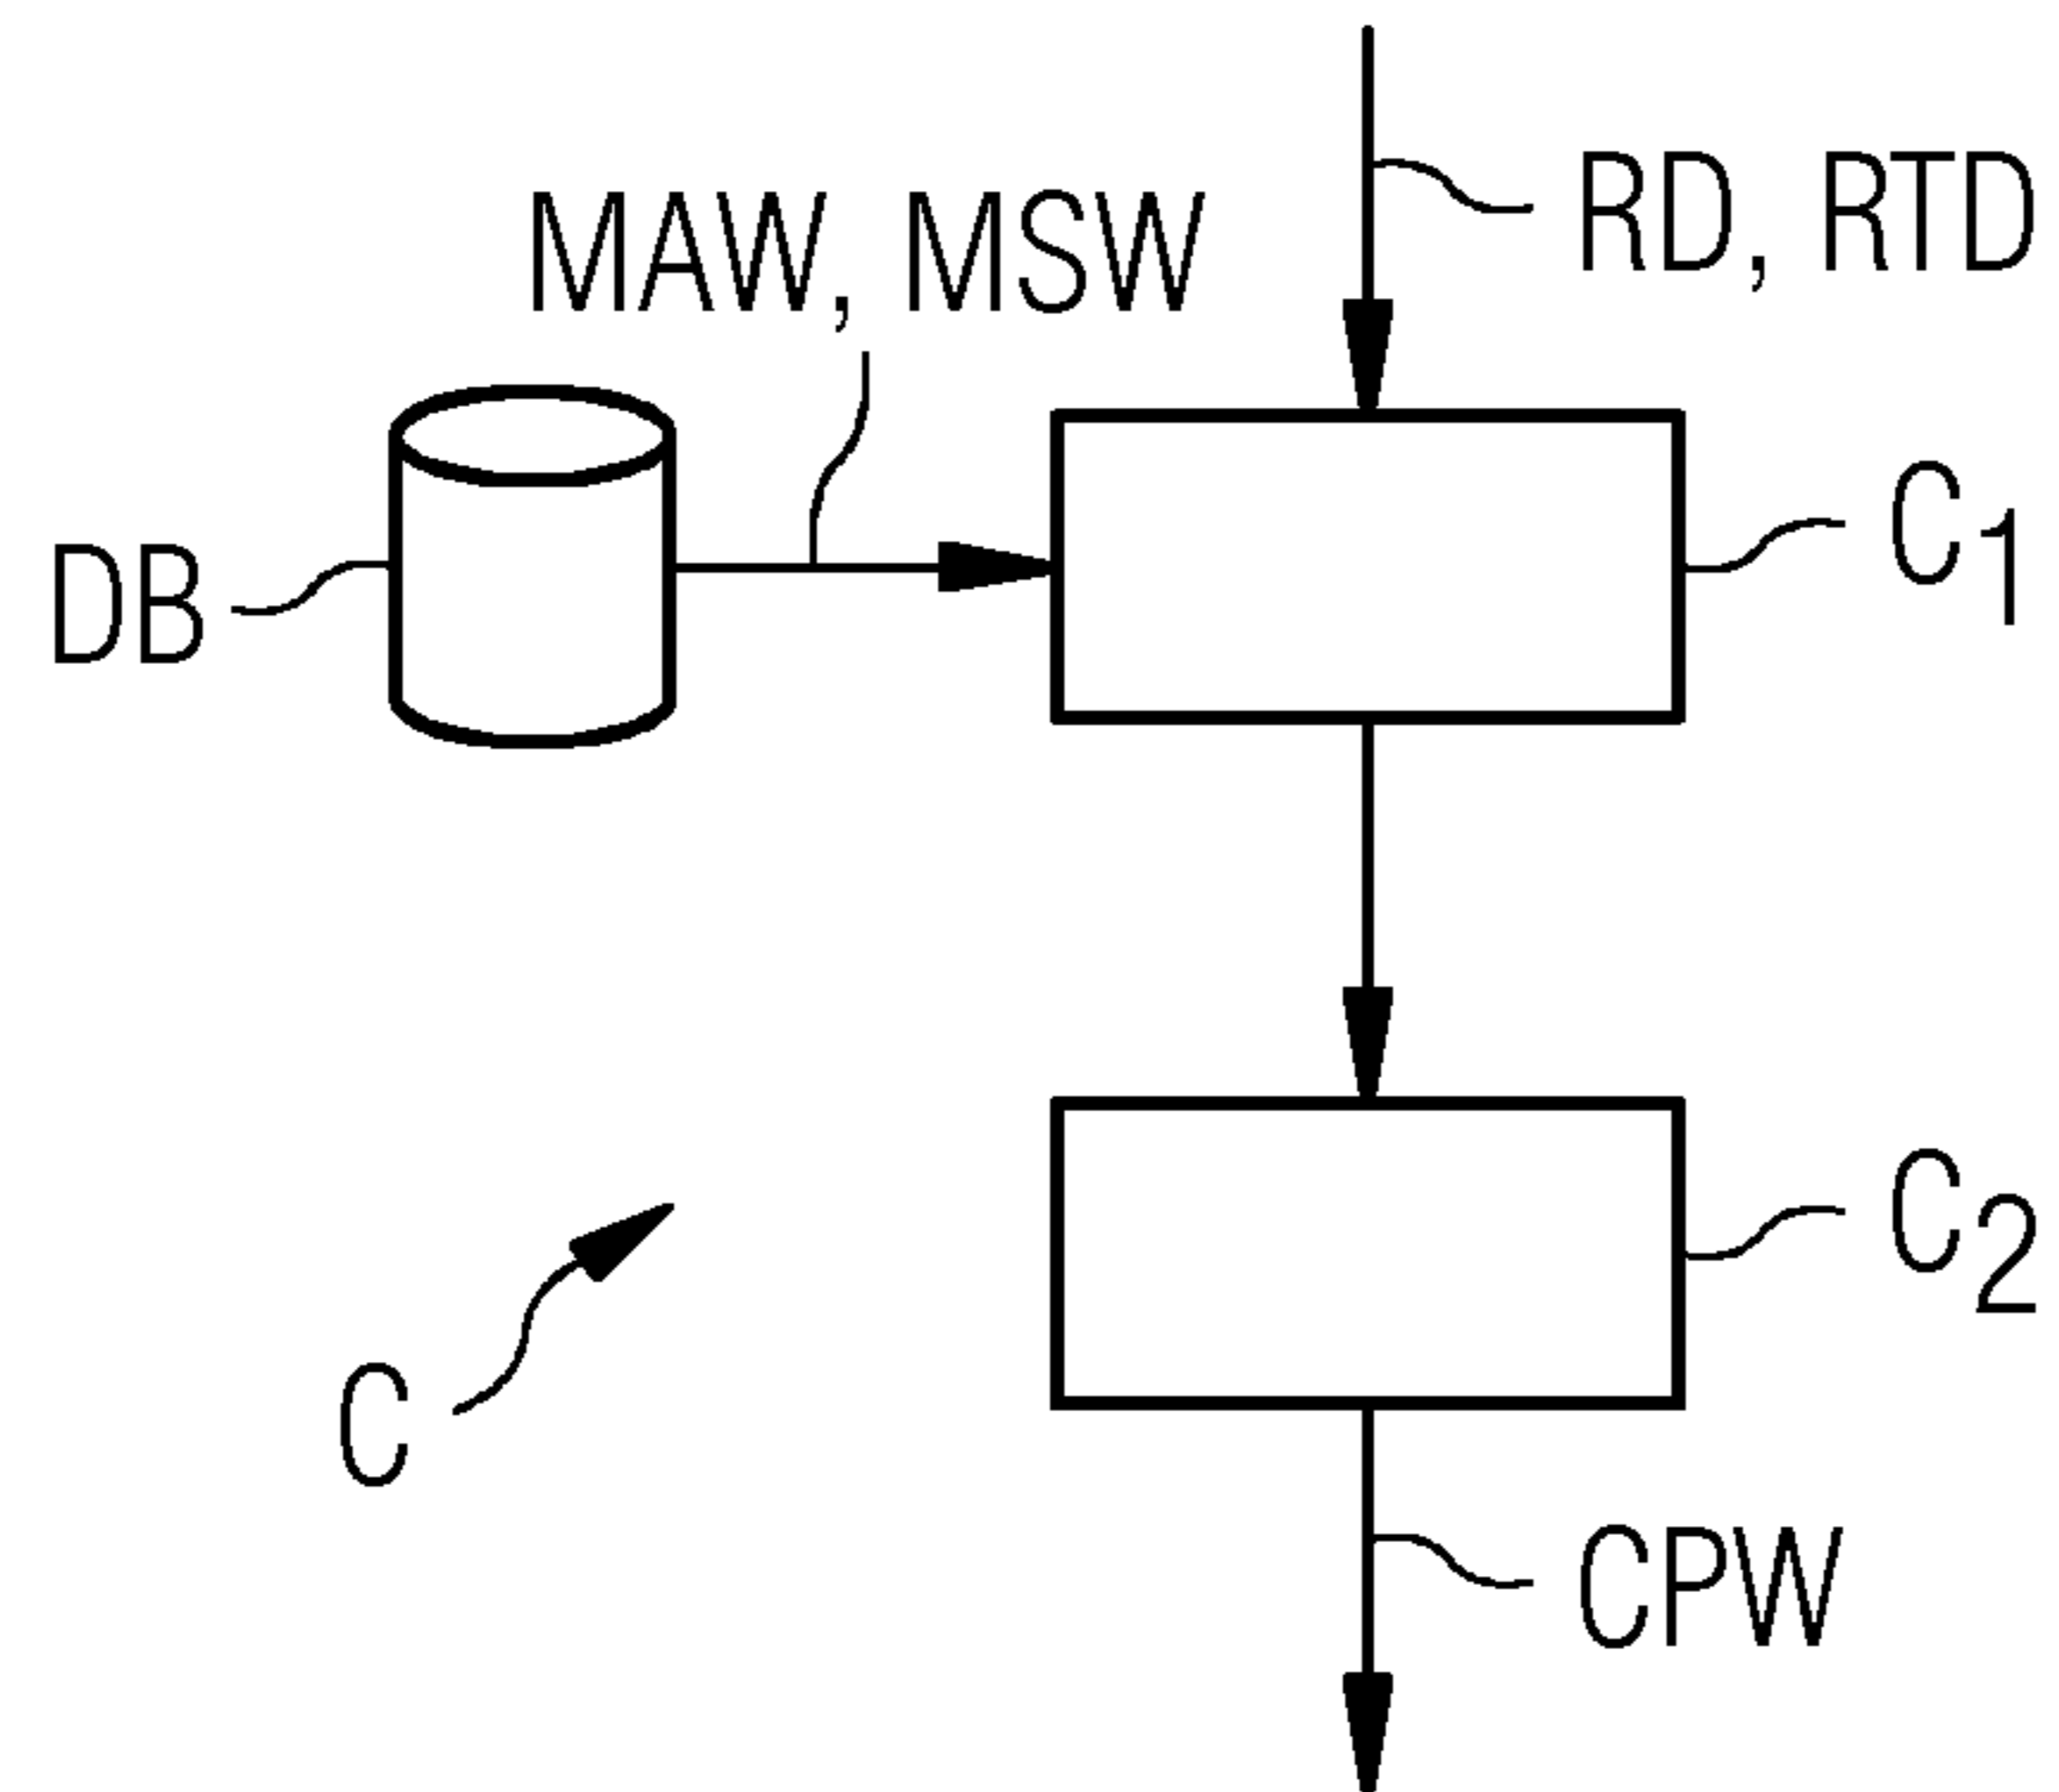 RD, RTD
MAW, MSW
C1
DB
C2
C
CPW